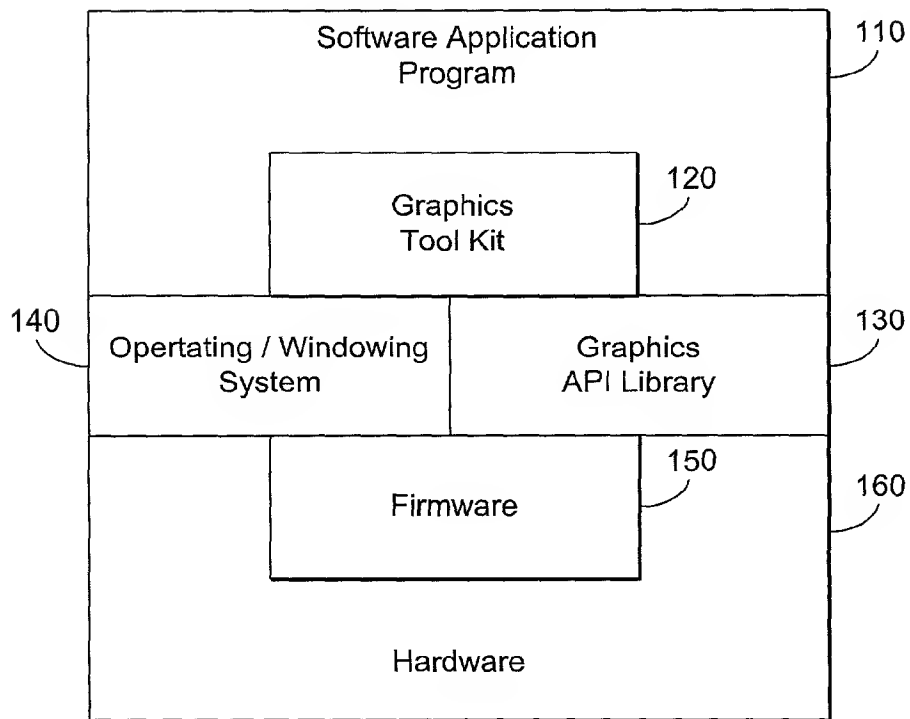 Software Application
Program
110
Graphics
Tool Kit
120
140
Opertating / Windowing
System
Graphics
API Library
130
Firmware
150
160
Hardware